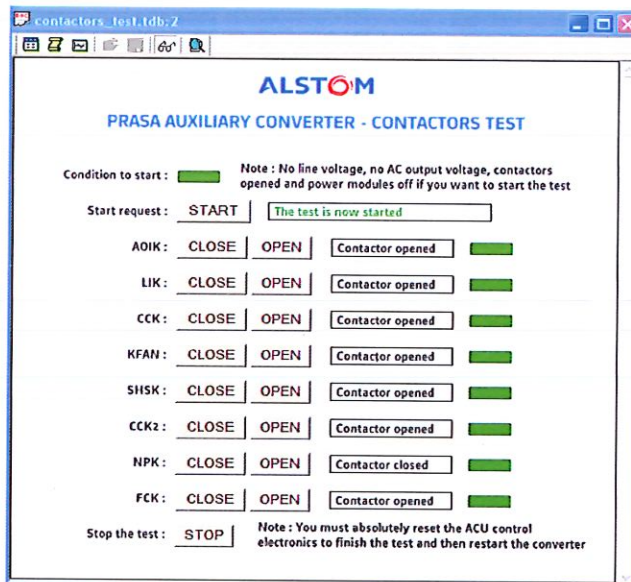 contactors_test.tdb:2
ALSTOM
PRASA AUXILIARY CONVERTER - CONTACTORS TEST
Condition to start :
Note : No line voltage, no AC output voltage, contactors
opened and power modules off if you want to start the test
Start request : START The test is now started
AOIK : CLOSE OPEN Contactor opened
LIK : CLOSE OPEN Contactor opened
CCK : CLOSE OPEN Contactor opened
KFAN : CLOSE OPEN Contactor opened
SHSK : CLOSE OPEN Contactor opened
CCK2 : CLOSE OPEN Contactor opened
NPK : CLOSE OPEN Contactor closed
FCK : CLOSE OPEN Contactor opened
Stop the test : STOP
Note : You must absolutely reset the ACU control
electronics to finish the test and then restart the converter